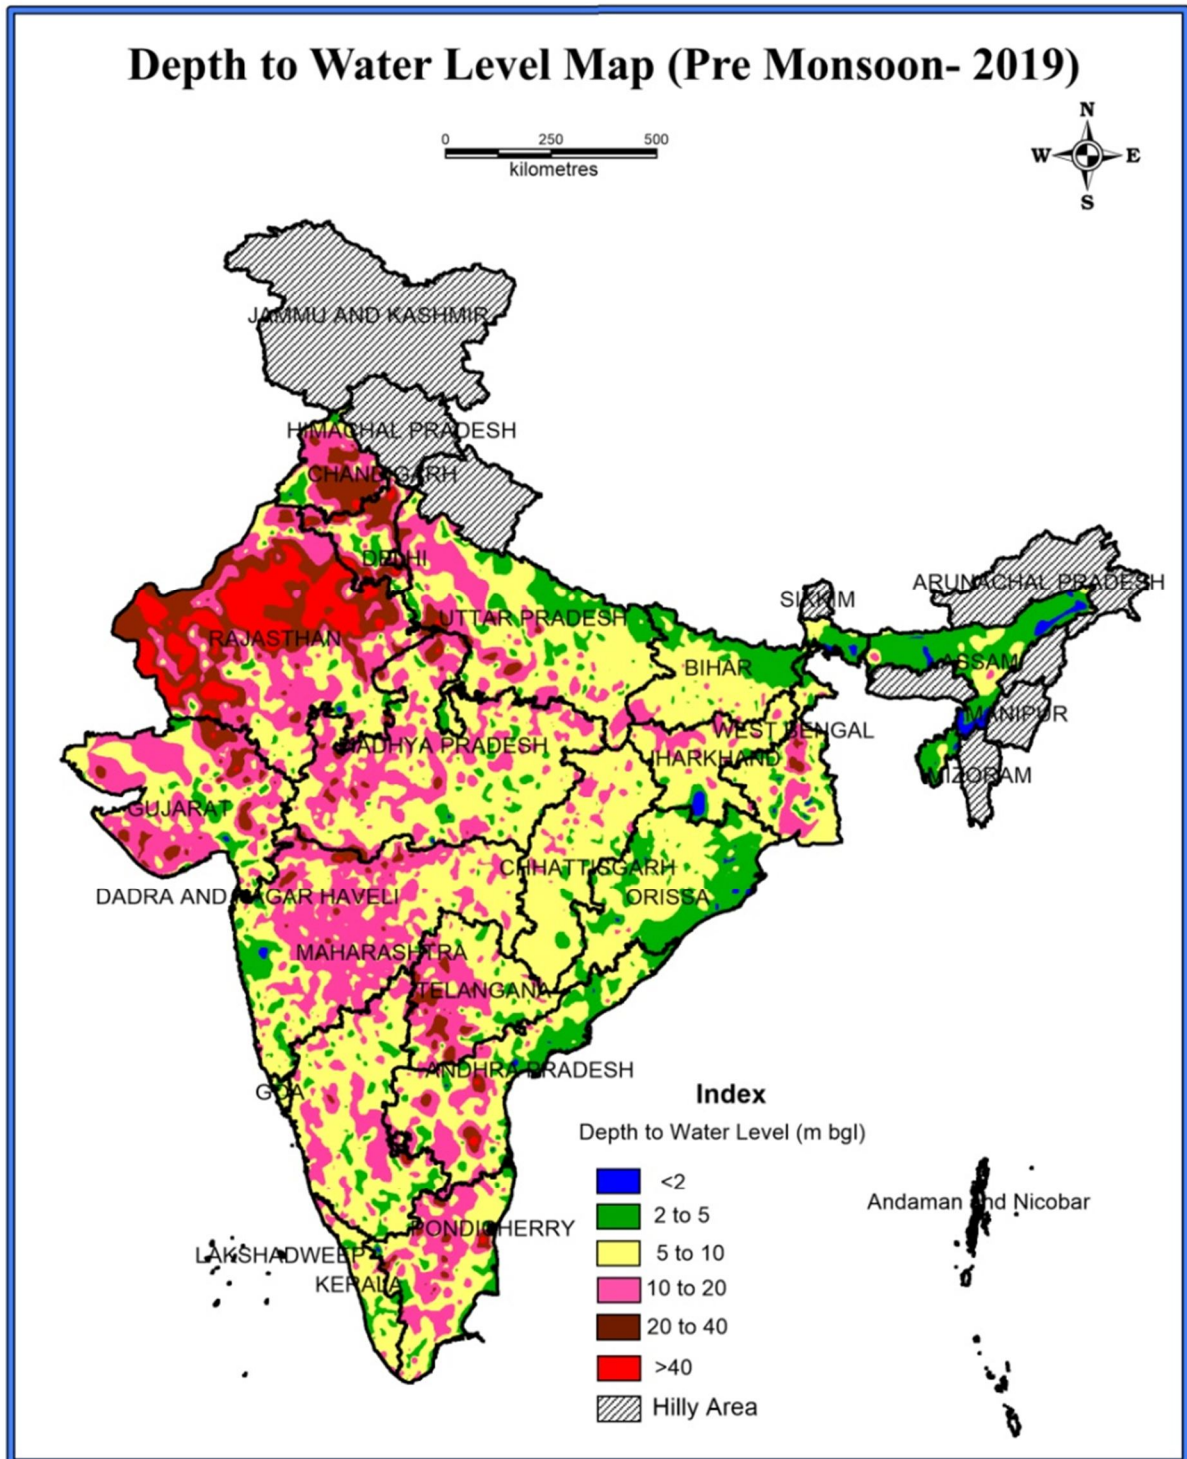 Depth to Water Level Map (Pre Monsoon- 2019)
0 250 500
kilometres
N
W E
S
JAMMU AND KASHMIR
HIMACHAL PRADESH
CHANDIGARH
DELHI
ARUNACHAL PRADESH
SIKKIM
UTTAR PRADESH
RAJASTHAN
BIHAR
ASSAM
MANIPUR
WEST BENGAL
MADHYA PRADESH
JHARKHAND
MIZORAM
GUJARAT
CHHATTISGARH
DADRA AND NAGAR HAVELI
ORISSA
MAHARASHTRA
TELANGANA
ANDHRA PRADESH
GOA
Index
Depth to Water Level (m bgl)
<2
2 to 5
5 to 10
10 to 20
20 to 40
>40
Hilly Area
Andaman and Nicobar
PONDICHERRY
LAKSHADWEEP
KERALA